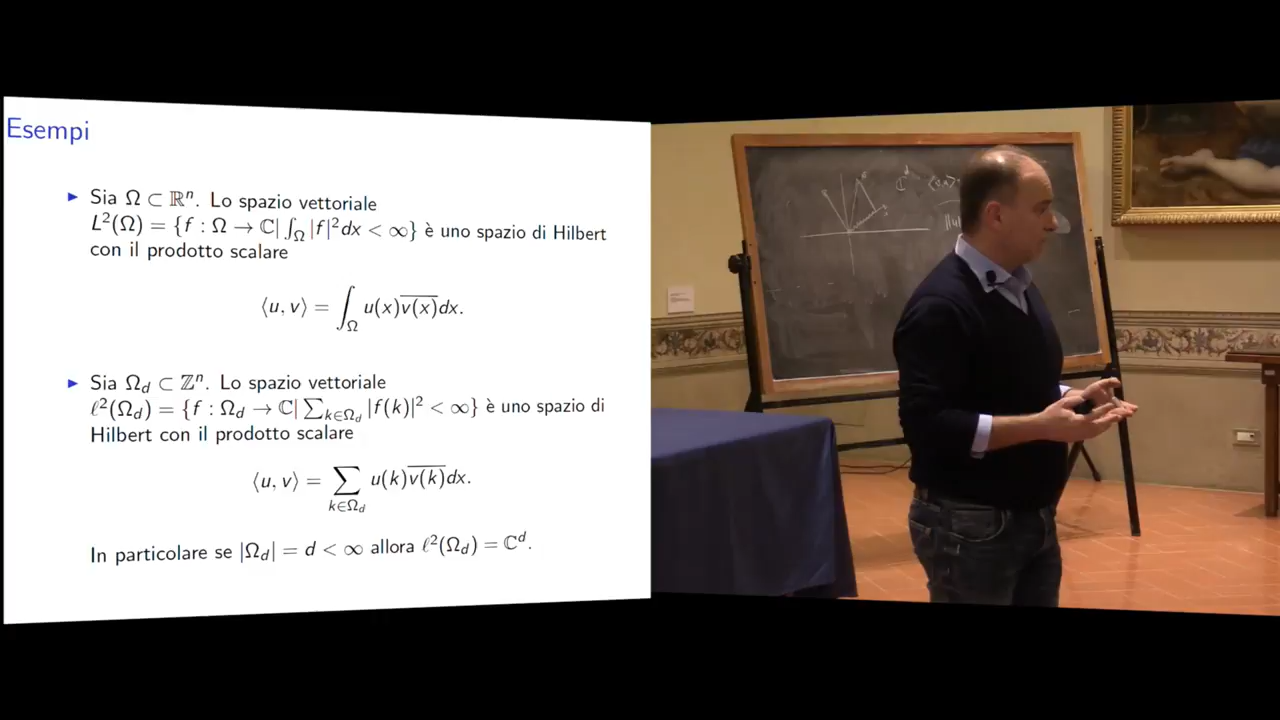 Esempi
▶ Sia Ω ⊂ ℝⁿ. Lo spazio vettoriale
L²(Ω) = {f : Ω → ℂ| ∫_Ω |f|²dx < ∞} è uno spazio di Hilbert
con il prodotto scalare
⟨u, v⟩ = ∫_Ω u(x)v̅(̅x̅)̅dx.
▶ Sia Ω_d ⊂ ℤⁿ. Lo spazio vettoriale
ℓ²(Ω_d) = {f : Ω_d → ℂ| ∑_{k∈Ω_d} |f(k)|² < ∞} è uno spazio di
Hilbert con il prodotto scalare
⟨u, v⟩ = ∑_{k∈Ω_d} u(k)v̅(̅k̅)̅dx.
In particolare se |Ω_d| = d < ∞ allora ℓ²(Ω_d) = ℂᵈ.
ℂᵈ